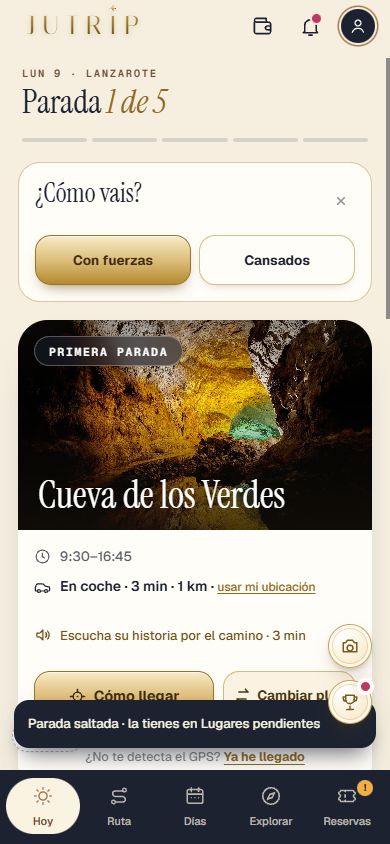 JUTRIP
LUN 9 · LANZAROTE
Parada 1 de 5
¿Cómo vais?
×
Con fuerzas
Cansados
PRIMERA PARADA
Cueva de los Verdes
9:30–16:45
En coche · 3 min · 1 km · usar mi ubicación
Escucha su historia por el camino · 3 min
Cómo llegar
Cambiar pl
Parada saltada · la tienes en Lugares pendientes
¿No te detecta el GPS? Ya he llegado
!
Hoy
Ruta
Días
Explorar
Reservas